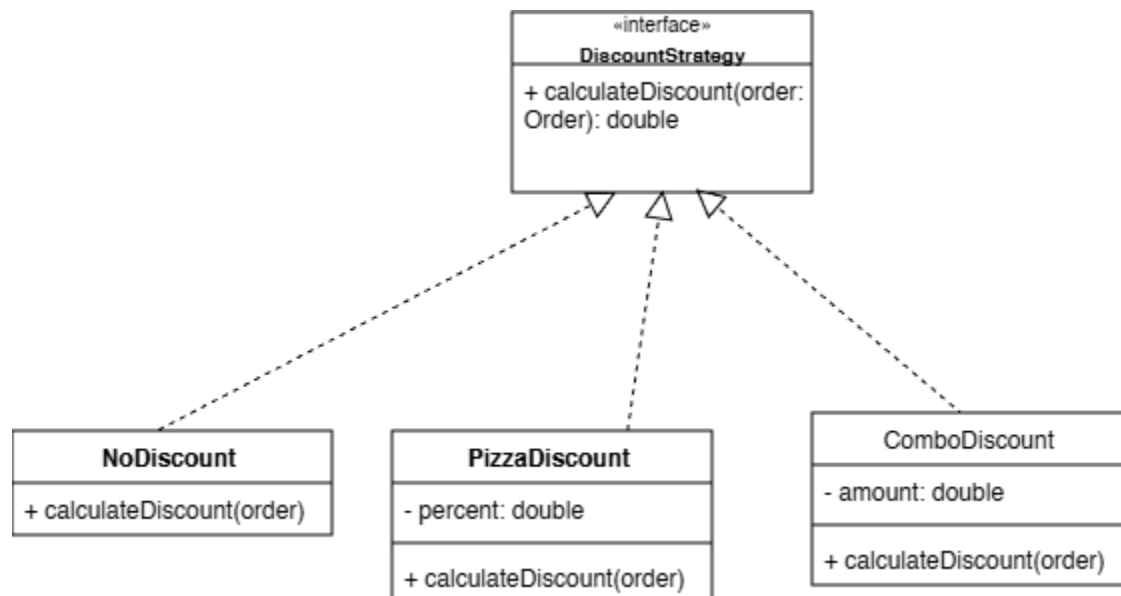 «interface»
DiscountStrategy
+ calculateDiscount(order:
Order): double
NoDiscount
+ calculateDiscount(order)
PizzaDiscount
- percent: double
+ calculateDiscount(order)
ComboDiscount
- amount: double
+ calculateDiscount(order)